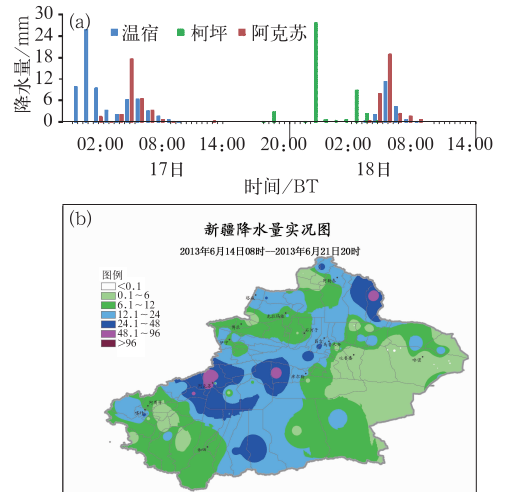 (a)
温宿 柯坪 阿克苏
降水量/mm
30
24
18
12
6
0
02:00 08:00 14:00 20:00 02:00 08:00 14:00
17日 18日
时间/BT
(b)
新疆降水量实况图
2013年6月14日08时—2013年6月21日20时
图例
<0.1
0.1~6
6.1~12
12.1~24
24.1~48
48.1~96
>96